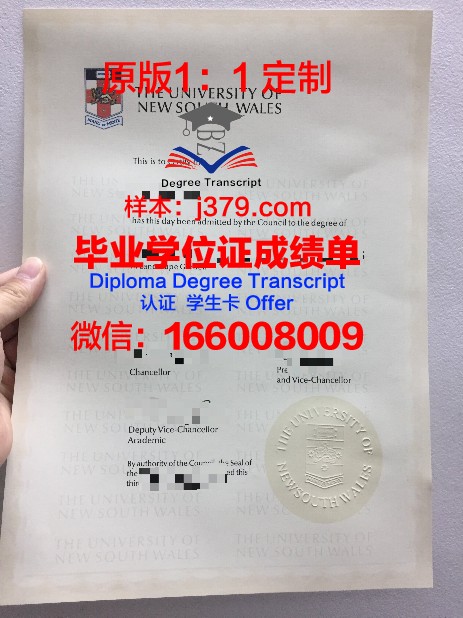 原版1：1 定制
THE UNIVERSITY OF
NEW SOUTH WALES
This is to certify
Degree Transcript
样本：j379.com
has this day been admitted by the Council to the degree of
毕业学位证成绩单
Diploma Degree Transcript
认证 学生卡 Offer
微信：166008009
Chancellor
and Vice-Chancellor
Deputy Vice-Chancellor
Academic
By authority of the Council, the Seal of
the
this
THE UNIVERSITY OF
NEW SOUTH WALES